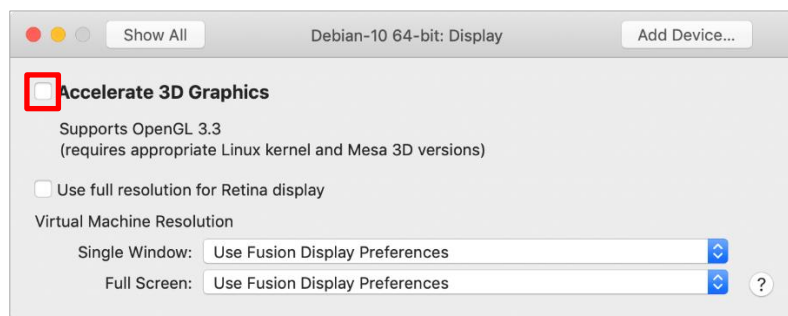 Show All
Debian-10 64-bit: Display
Add Device...
Accelerate 3D Graphics
Supports OpenGL 3.3
(requires appropriate Linux kernel and Mesa 3D versions)
Use full resolution for Retina display
Virtual Machine Resolution
Single Window: Use Fusion Display Preferences
Full Screen: Use Fusion Display Preferences
?